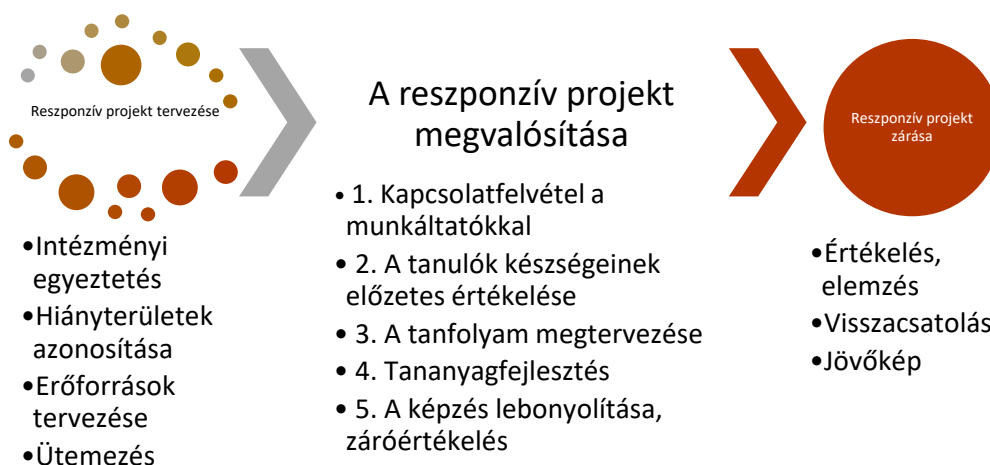 Reszponzív projekt tervezése
•Intézményi
egyeztetés
•Hiányterületek
azonosítása
•Erőforrások
tervezése
•Ütemezés
A reszponzív projekt
megvalósítása
• 1. Kapcsolatfelvétel a
munkáltatókkal
• 2. A tanulók készségeinek
előzetes értékelése
• 3. A tanfolyam megtervezése
• 4. Tananyagfejlesztés
• 5. A képzés lebonyolítása,
záróértékelés
Reszponzív projekt
zárása
•Értékelés,
elemzés
•Visszacsatolás
•Jövőkép